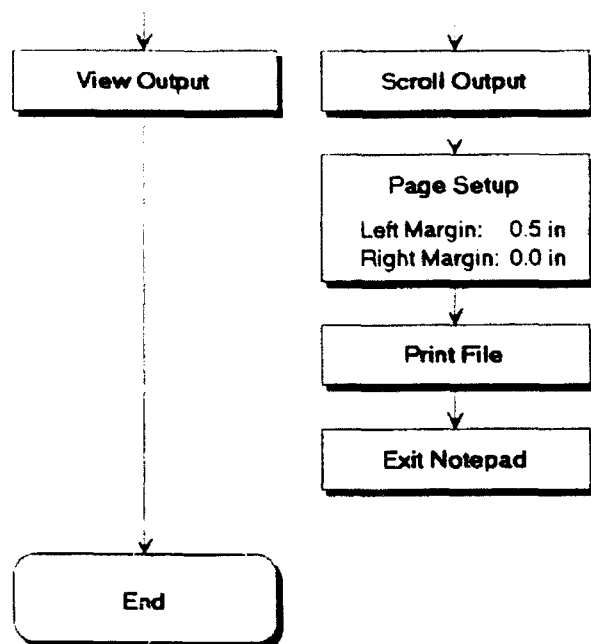 View Output
Scroll Output
Page Setup
Left Margin: 0.5 in
Right Margin: 0.0 in
Print File
Exit Notepad
End